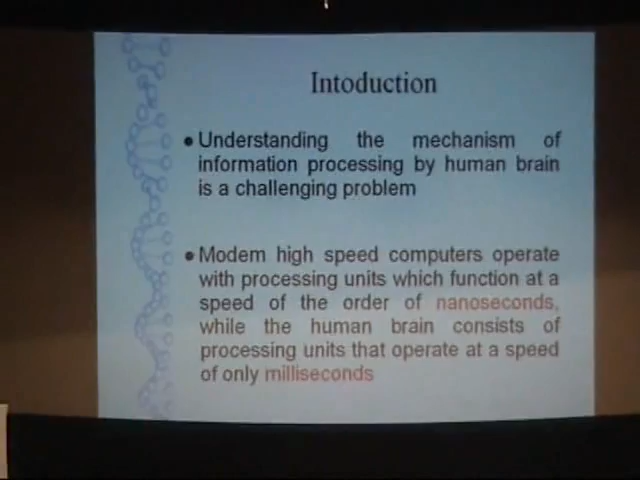 Intoduction
● Understanding the mechanism of
information processing by human brain
is a challenging problem
● Modern high speed computers operate
with processing units which function at a
speed of the order of nanoseconds,
while the human brain consists of
processing units that operate at a speed
of only milliseconds